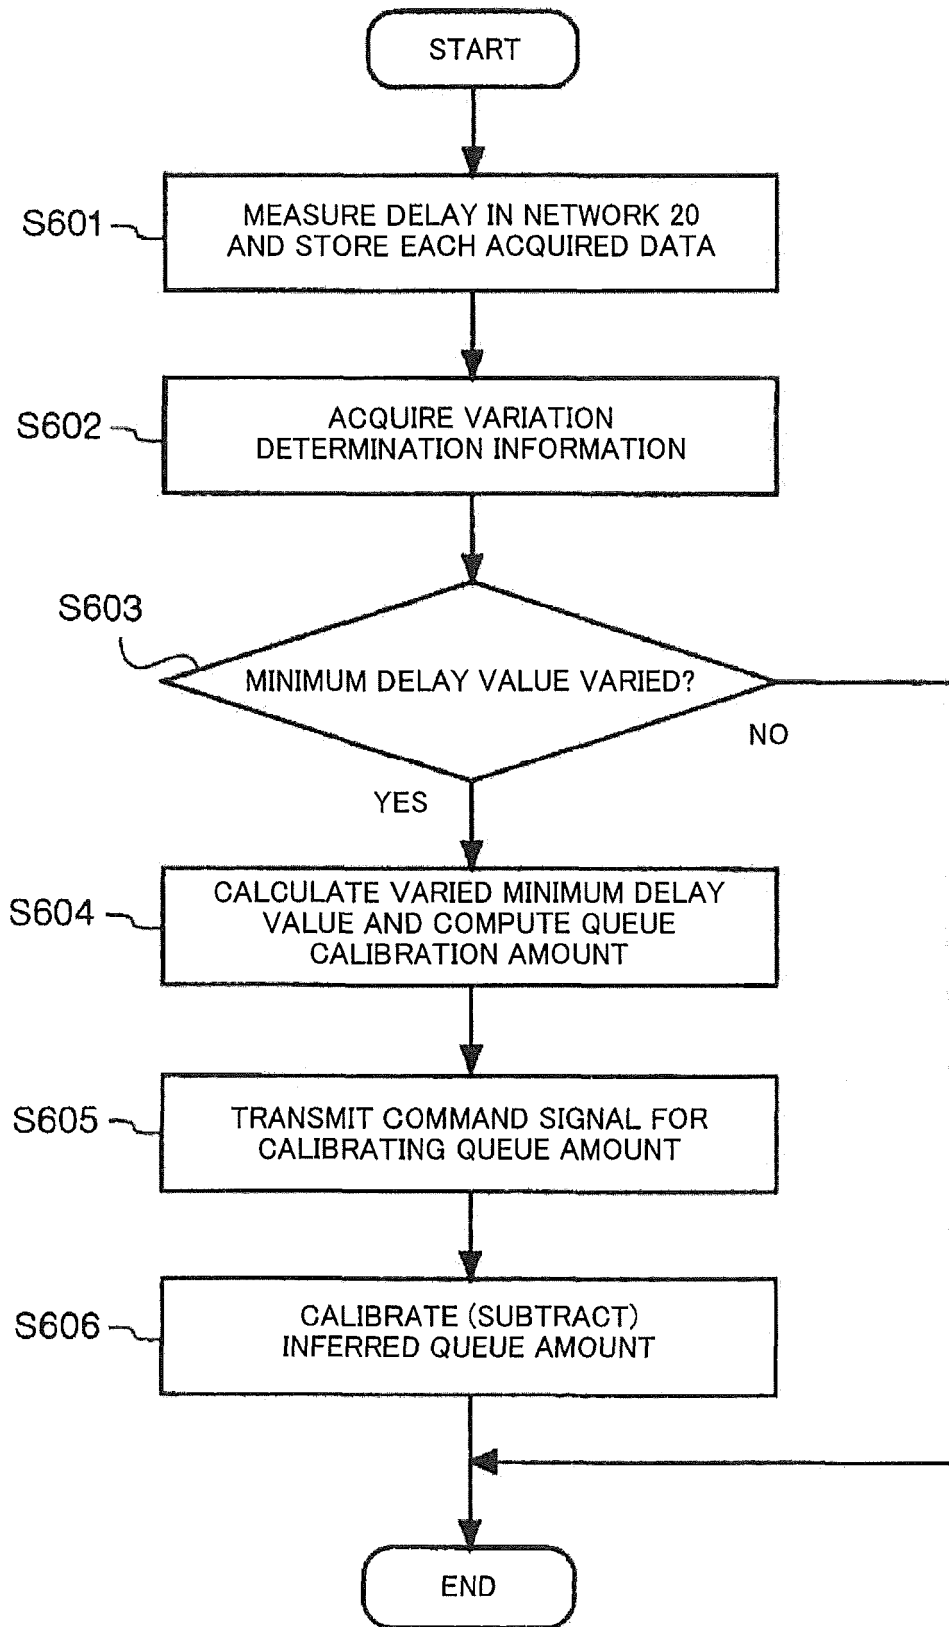 START
S601
MEASURE DELAY IN NETWORK 20
AND STORE EACH ACQUIRED DATA
S602
ACQUIRE VARIATION
DETERMINATION INFORMATION
S603
MINIMUM DELAY VALUE VARIED?
NO
YES
S604
CALCULATE VARIED MINIMUM DELAY
VALUE AND COMPUTE QUEUE
CALIBRATION AMOUNT
S605
TRANSMIT COMMAND SIGNAL FOR
CALIBRATING QUEUE AMOUNT
S606
CALIBRATE (SUBTRACT)
INFERRED QUEUE AMOUNT
END